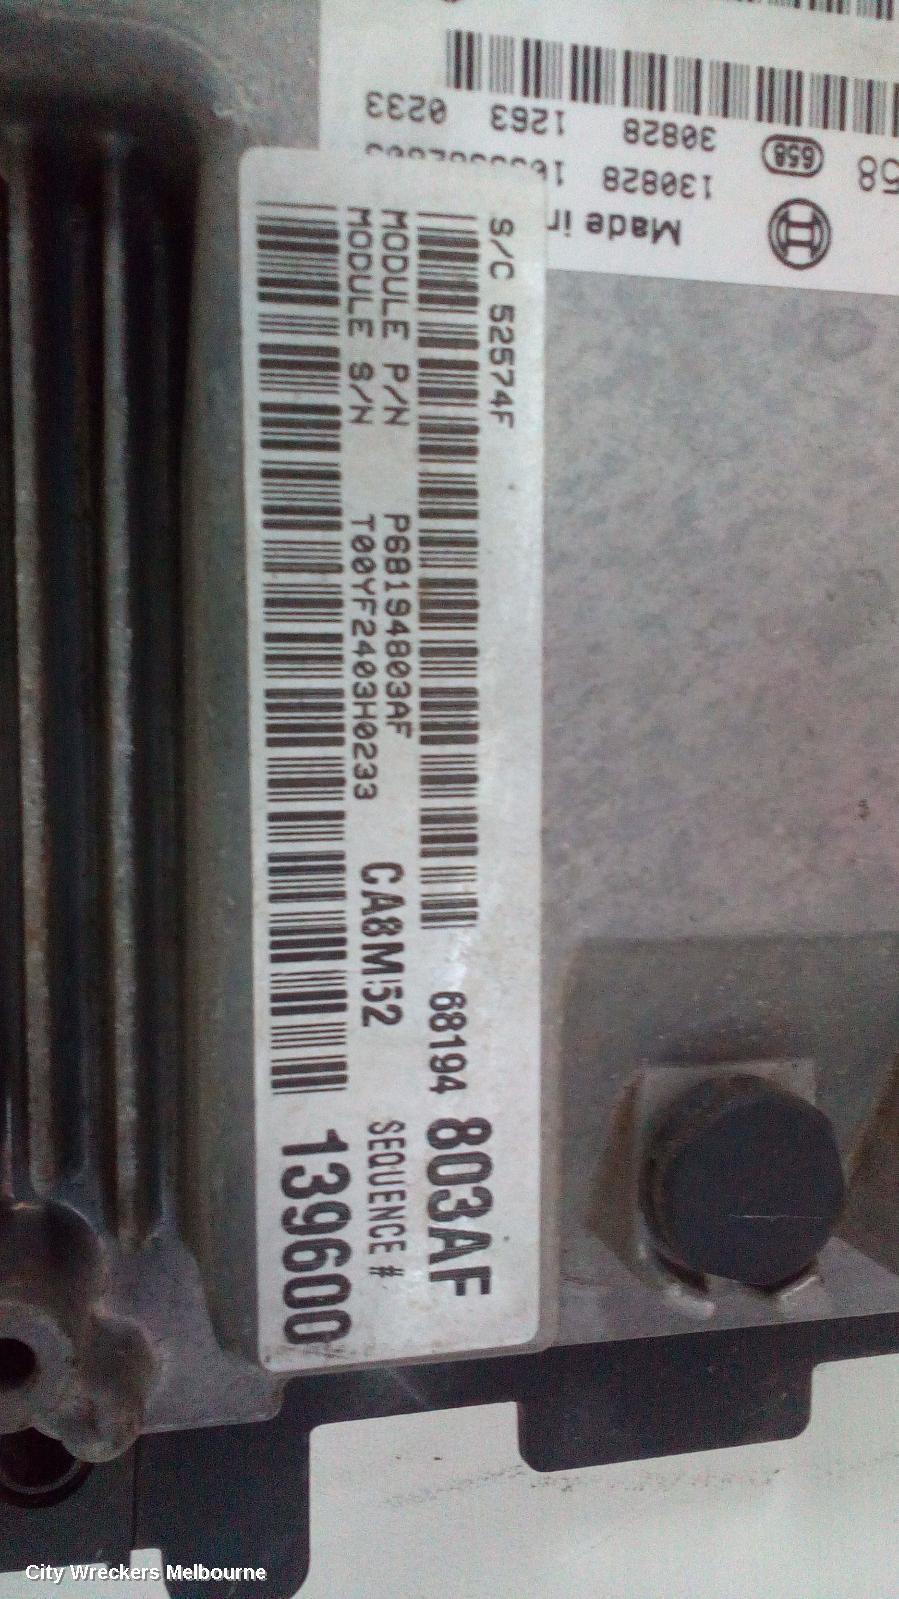 30828 1263 0233
130828
658
58
Made in
S/C 52574F
68194 803AF
MODULE P/N P68194803AF
MODULE S/N T00YF2403H0233
CA8M52
SEQUENCE #
139600
City Wreckers Melbourne